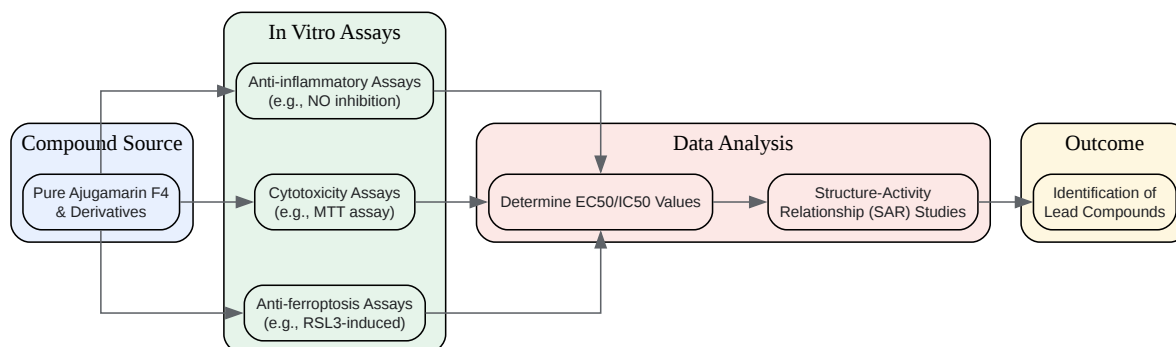 In Vitro Assays
Anti-inflammatory Assays
(e.g., NO inhibition)
Compound Source
Pure Ajugamarin F4
& Derivatives
Cytotoxicity Assays
(e.g., MTT assay)
Anti-ferroptosis Assays
(e.g., RSL3-induced)
Data Analysis
Determine EC50/IC50 Values
Structure-Activity
Relationship (SAR) Studies
Outcome
Identification of
Lead Compounds